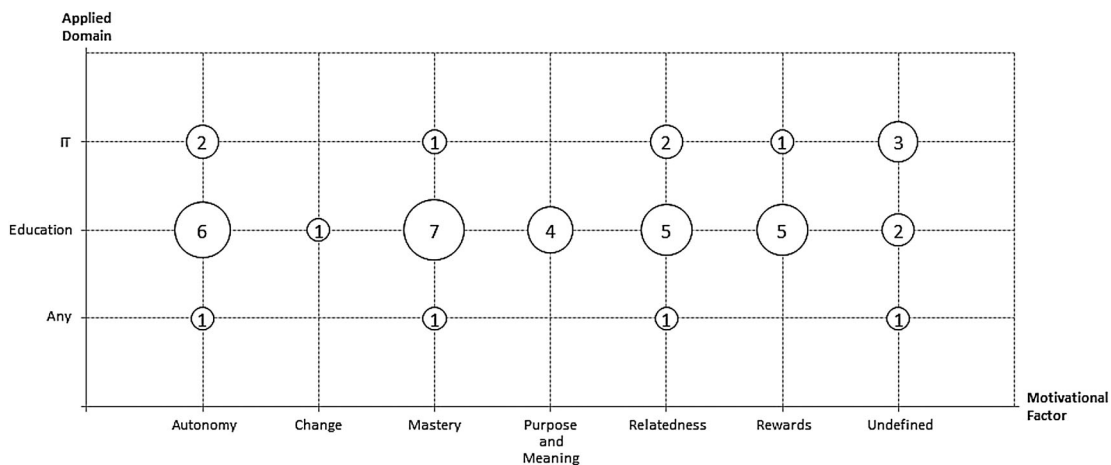 Applied
Domain
IT
2
1
2
1
3
Education
6
1
7
4
5
5
2
Any
1
1
1
1
Motivational
Factor
Autonomy
Change
Mastery
Purpose
and
Meaning
Relatedness
Rewards
Undefined